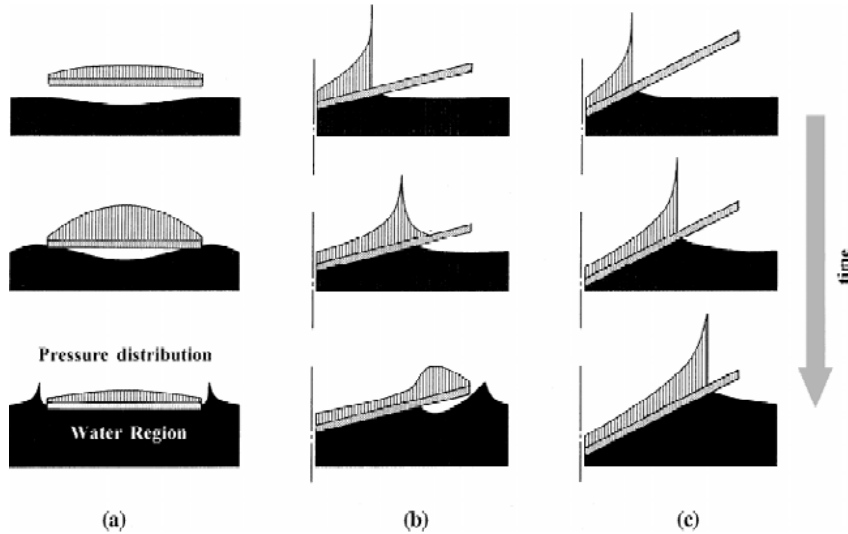 time
Pressure distribution
Water Region
(a)
(b)
(c)